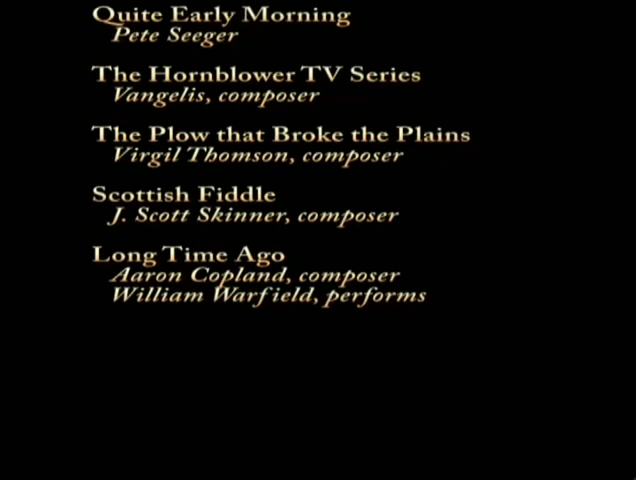 Quite Early Morning
Pete Seeger
The Hornblower TV Series
Vangelis, composer
The Plow that Broke the Plains
Virgil Thomson, composer
Scottish Fiddle
J. Scott Skinner, composer
Long Time Ago
Aaron Copland, composer
William Warfield, performs